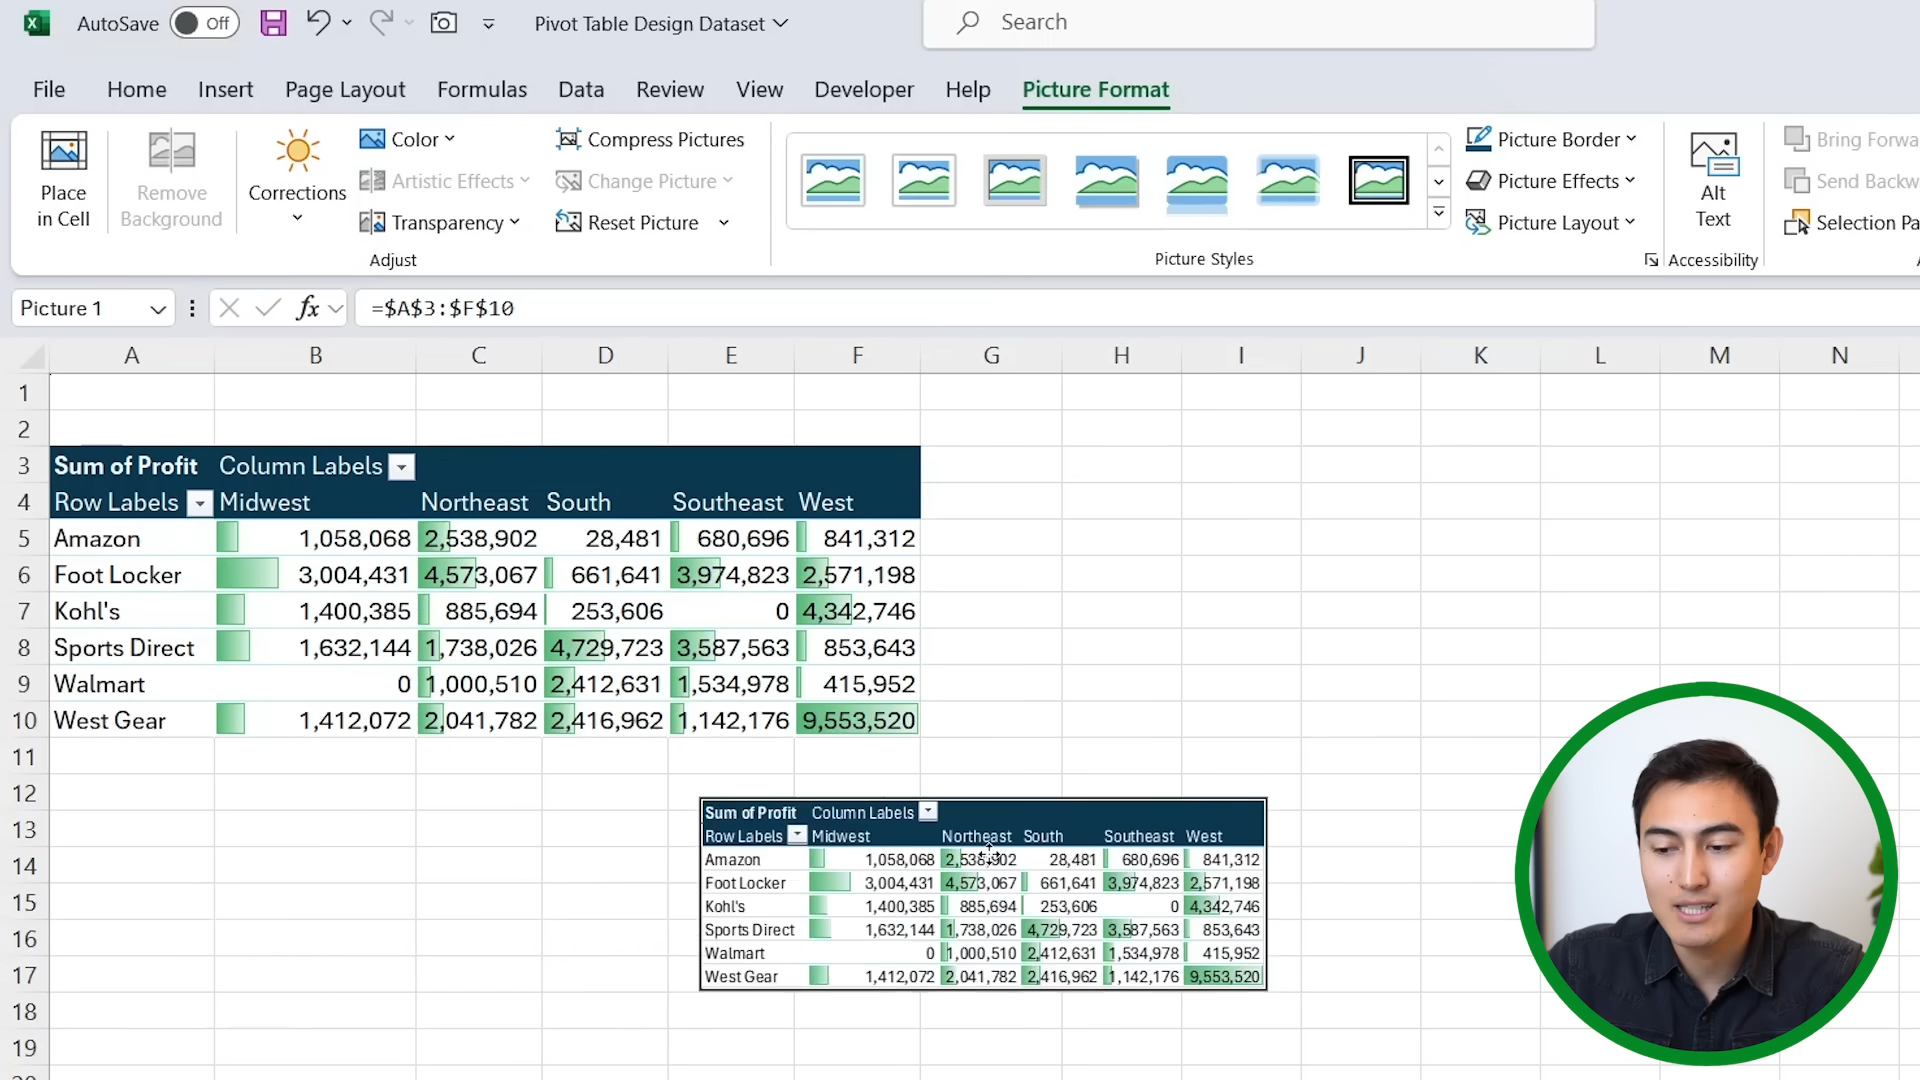 AutoSave Off Pivot Table Design Dataset Search
File Home Insert Page Layout Formulas Data Review View Developer Help Picture Format
Place in Cell
Remove Background
Corrections
Color
Artistic Effects
Transparency
Compress Pictures
Change Picture
Reset Picture
Adjust
Picture Styles
Picture Border
Picture Effects
Picture Layout
Alt Text
Accessibility
Bring Forwa
Send Backw
Selection Pa
Picture 1 fx =$A$3:$F$10
A B C D E F G H I J K L M N
1
2
3 Sum of Profit Column Labels
4 Row Labels Midwest Northeast South Southeast West
5 Amazon 1,058,068 2,538,902 28,481 680,696 841,312
6 Foot Locker 3,004,431 4,573,067 661,641 3,974,823 2,571,198
7 Kohl's 1,400,385 885,694 253,606 0 4,342,746
8 Sports Direct 1,632,144 1,738,026 4,729,723 3,587,563 853,643
9 Walmart 0 1,000,510 2,412,631 1,534,978 415,952
10 West Gear 1,412,072 2,041,782 2,416,962 1,142,176 9,553,520
11
12
13
14
15
16
17
18
19
Sum of Profit Column Labels
Row Labels Midwest Northeast South Southeast West
Amazon 1,058,068 2,538,902 28,481 680,696 841,312
Foot Locker 3,004,431 4,573,067 661,641 3,974,823 2,571,198
Kohl's 1,400,385 885,694 253,606 0 4,342,746
Sports Direct 1,632,144 1,738,026 4,729,723 3,587,563 853,643
Walmart 0 1,000,510 2,412,631 1,534,978 415,952
West Gear 1,412,072 2,041,782 2,416,962 1,142,176 9,553,520